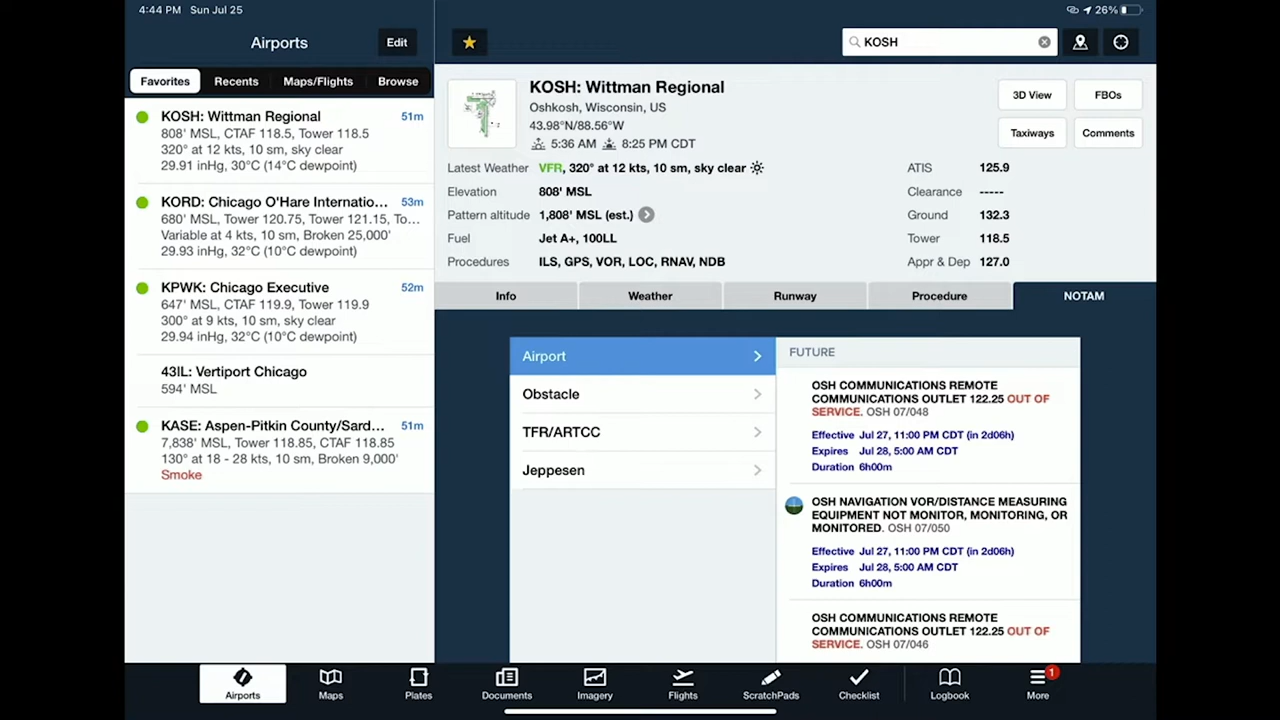 4:44 PM Sun Jul 25
26%
Airports
Edit
Favorites Recents Maps/Flights Browse
KOSH: Wittman Regional 51m
808' MSL, CTAF 118.5, Tower 118.5
320° at 12 kts, 10 sm, sky clear
29.91 inHg, 30°C (14°C dewpoint)
KORD: Chicago O'Hare Internatio... 53m
680' MSL, Tower 120.75, Tower 121.15, To...
Variable at 4 kts, 10 sm, Broken 25,000'
29.93 inHg, 32°C (10°C dewpoint)
KPWK: Chicago Executive 52m
647' MSL, CTAF 119.9, Tower 119.9
300° at 9 kts, 10 sm, sky clear
29.94 inHg, 32°C (10°C dewpoint)
43IL: Vertiport Chicago
594' MSL
KASE: Aspen-Pitkin County/Sard... 51m
7,838' MSL, Tower 118.85, CTAF 118.85
130° at 18 - 28 kts, 10 sm, Broken 9,000'
Smoke
KOSH
KOSH: Wittman Regional
Oshkosh, Wisconsin, US
43.98°N/88.56°W
5:36 AM 8:25 PM CDT
3D View FBOs
Taxiways Comments
Latest Weather VFR, 320° at 12 kts, 10 sm, sky clear
Elevation 808' MSL
Pattern altitude 1,808' MSL (est.)
Fuel Jet A+, 100LL
Procedures ILS, GPS, VOR, LOC, RNAV, NDB
ATIS 125.9
Clearance -----
Ground 132.3
Tower 118.5
Appr & Dep 127.0
Info Weather Runway Procedure NOTAM
Airport
Obstacle
TFR/ARTCC
Jeppesen
FUTURE
OSH COMMUNICATIONS REMOTE
COMMUNICATIONS OUTLET 122.25 OUT OF
SERVICE. OSH 07/048
Effective Jul 27, 11:00 PM CDT (in 2d06h)
Expires Jul 28, 5:00 AM CDT
Duration 6h00m
OSH NAVIGATION VOR/DISTANCE MEASURING
EQUIPMENT NOT MONITOR, MONITORING, OR
MONITORED. OSH 07/050
Effective Jul 27, 11:00 PM CDT (in 2d06h)
Expires Jul 28, 5:00 AM CDT
Duration 6h00m
OSH COMMUNICATIONS REMOTE
COMMUNICATIONS OUTLET 122.25 OUT OF
SERVICE. OSH 07/046
Airports Maps Plates Documents Imagery Flights ScratchPads Checklist Logbook More
1